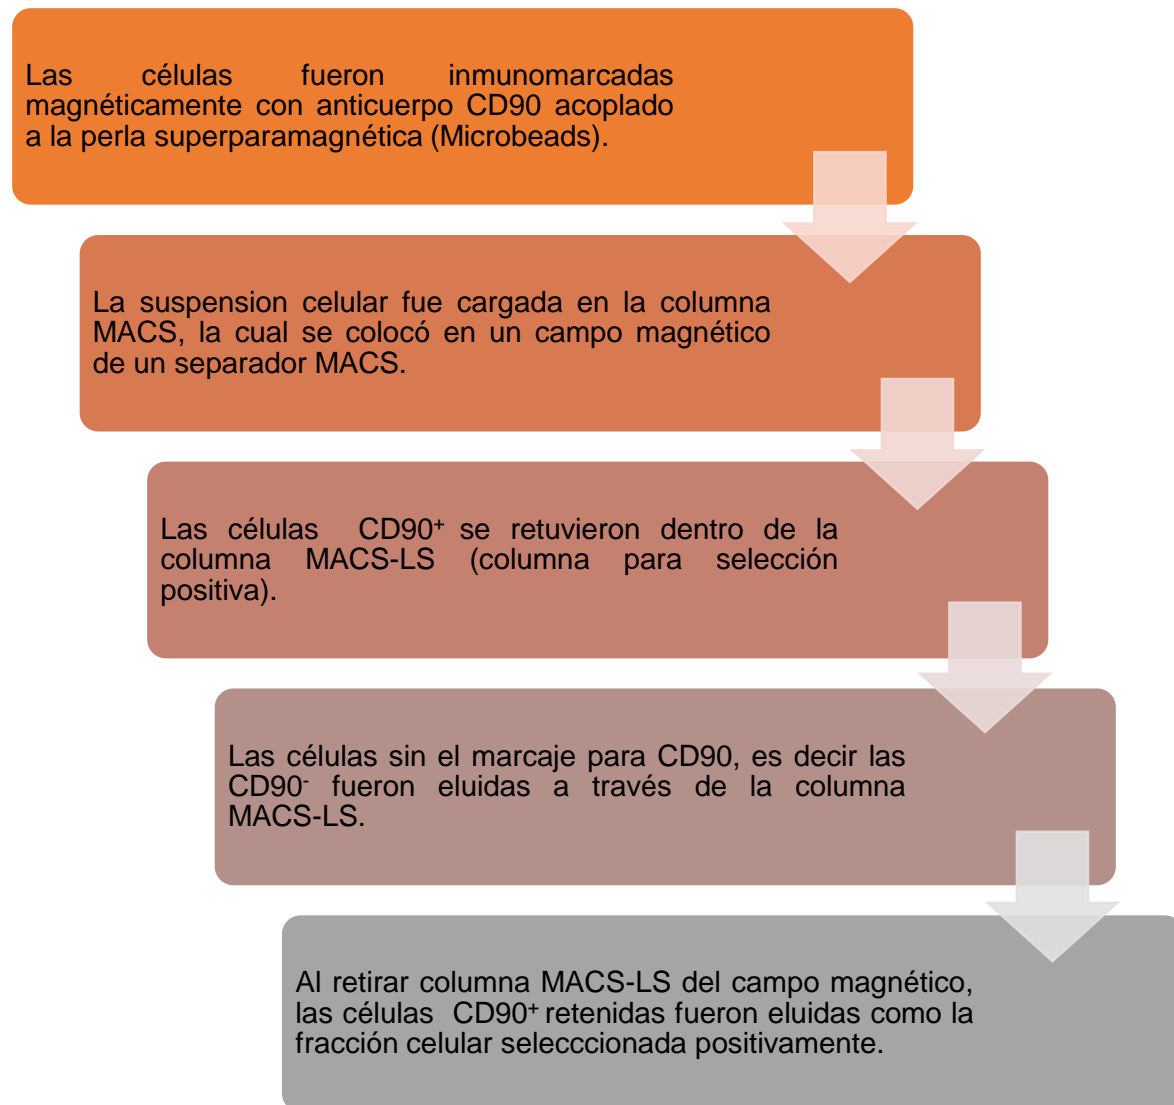 Las células fueron inmunomarcadas
magnéticamente con anticuerpo CD90 acoplado
a la perla superparamagnética (Microbeads).
La suspension celular fue cargada en la columna
MACS, la cual se colocó en un campo magnético
de un separador MACS.
Las células CD90⁺ se retuvieron dentro de la
columna MACS-LS (columna para selección
positiva).
Las células sin el marcaje para CD90, es decir las
CD90⁻ fueron eluidas a través de la columna
MACS-LS.
Al retirar columna MACS-LS del campo magnético,
las células CD90⁺ retenidas fueron eluidas como la
fracción celular selecccionada positivamente.